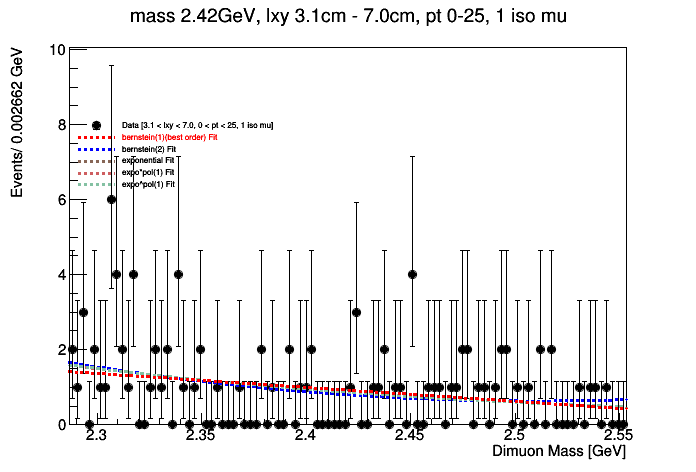 mass 2.42GeV, lxy 3.1cm - 7.0cm, pt 0-25, 1 iso mu
Events/ 0.002662 GeV
10
8
6
4
2
0
Data [3.1 < lxy < 7.0, 0 < pt < 25, 1 iso mu]
bernstein(1)(best order) Fit
bernstein(2) Fit
exponential Fit
expo*pol(1) Fit
expo^pol(1) Fit
2.3 2.35 2.4 2.45 2.5 2.55
Dimuon Mass [GeV]